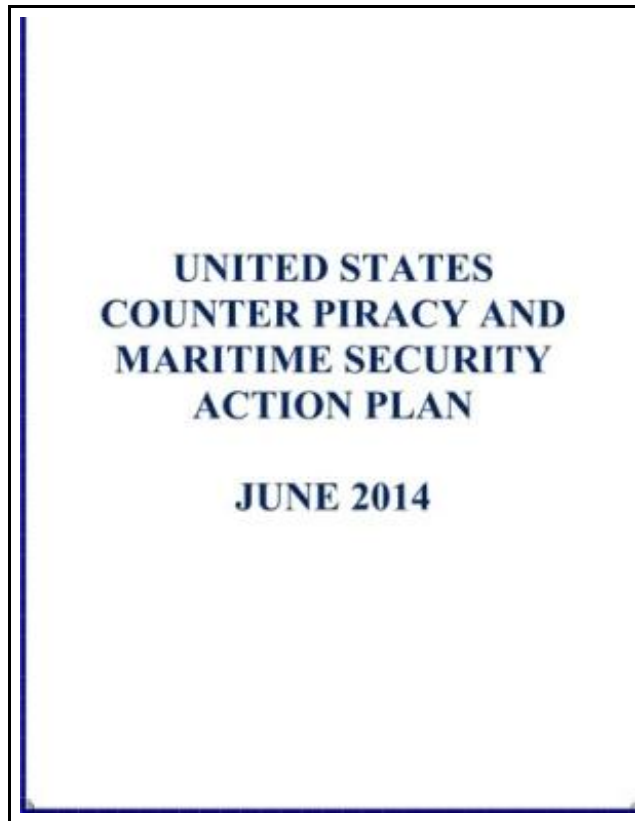 UNITED STATES
COUNTER PIRACY AND
MARITIME SECURITY
ACTION PLAN
JUNE 2014